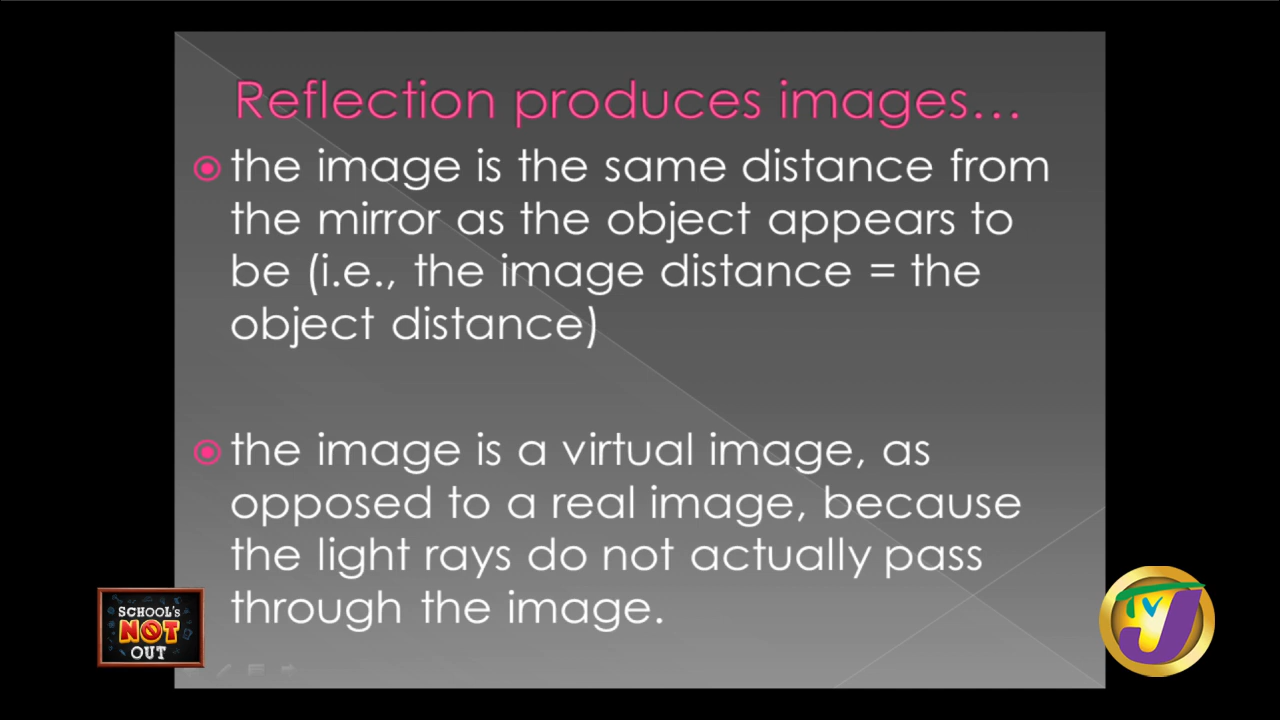 Reflection produces images…
the image is the same distance from
the mirror as the object appears to
be (i.e., the image distance = the
object distance)
the image is a virtual image, as
opposed to a real image, because
the light rays do not actually pass
through the image.
SCHOOL's
NOT
OUT
TVJ